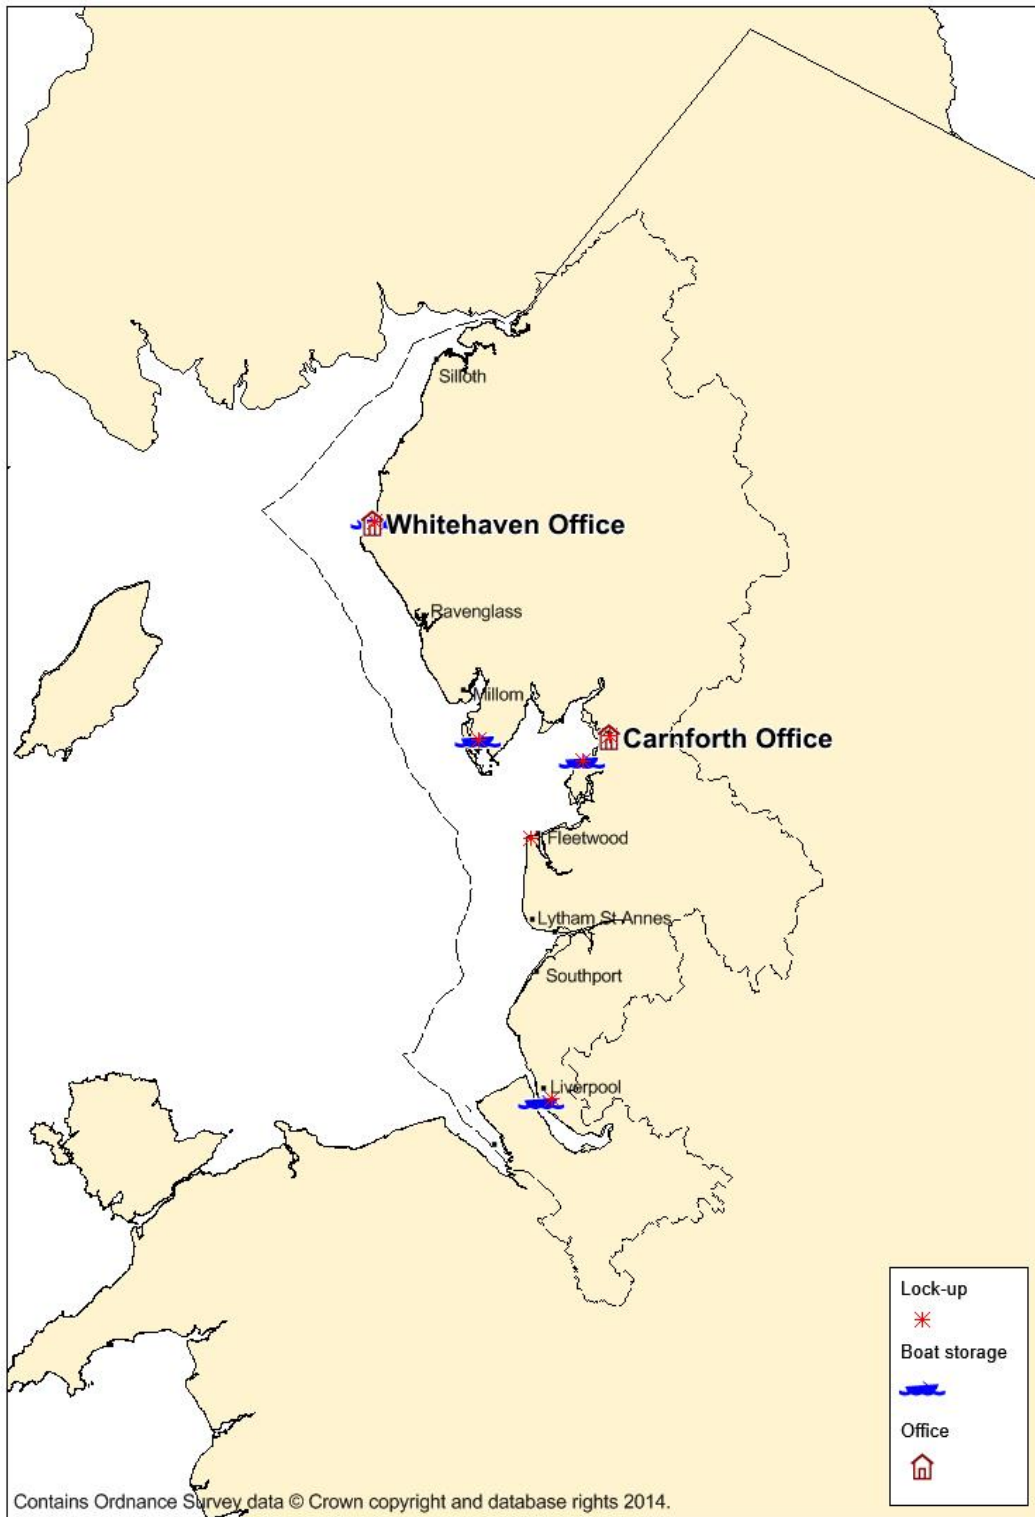 Silloth
Whitehaven Office
Ravenglass
Millom
Carnforth Office
Fleetwood
Lytham St Annes
Southport
Liverpool
Lock-up
Boat storage
Office
Contains Ordnance Survey data © Crown copyright and database rights 2014.